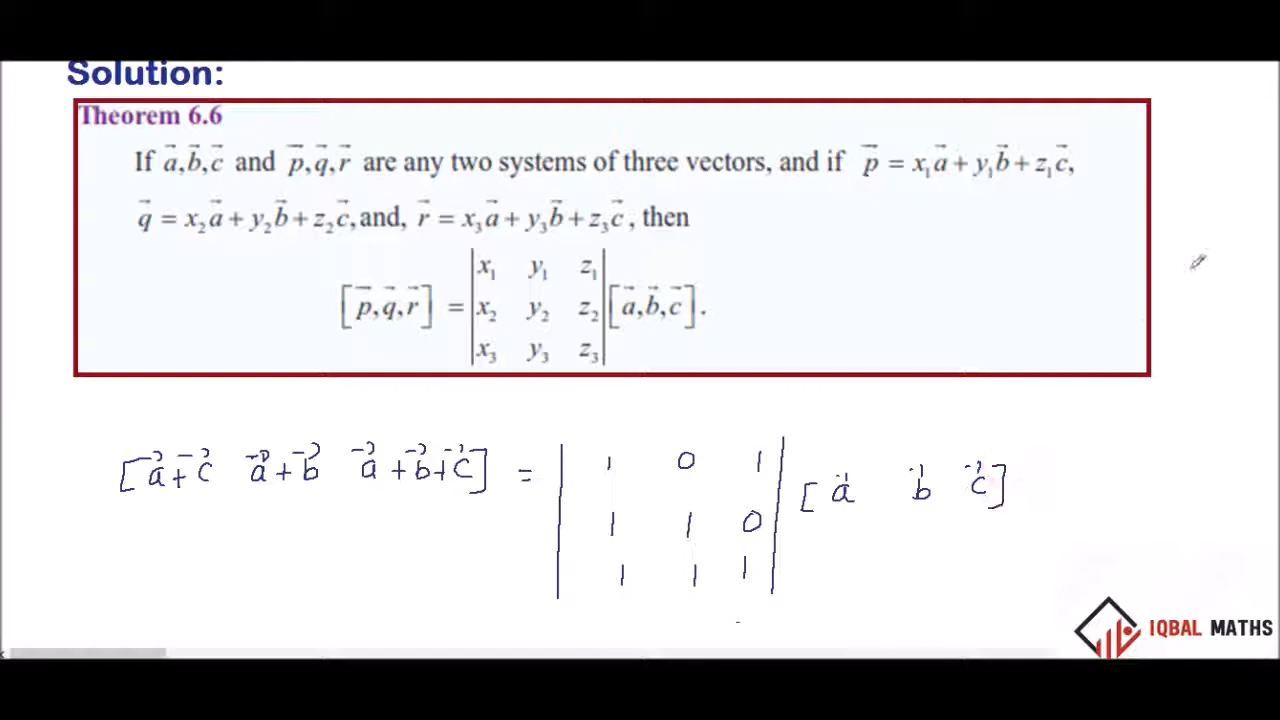 Solution:
Theorem 6.6
If a⃗,b⃗,c⃗ and p⃗,q⃗,r⃗ are any two systems of three vectors, and if p⃗ = x₁a⃗ + y₁b⃗ + z₁c⃗,
q⃗ = x₂a⃗ + y₂b⃗ + z₂c⃗, and, r⃗ = x₃a⃗ + y₃b⃗ + z₃c⃗, then
x₁ y₁ z₁
[p⃗,q⃗,r⃗] = | x₂ y₂ z₂ | [a⃗,b⃗,c⃗].
x₃ y₃ z₃
[a⃗+c⃗ a⃗+b⃗ a⃗+b⃗+c⃗] = | 1 0 1 | [a⃗ b⃗ c⃗]
1 1 0
1 1 1
IQBAL MATHS